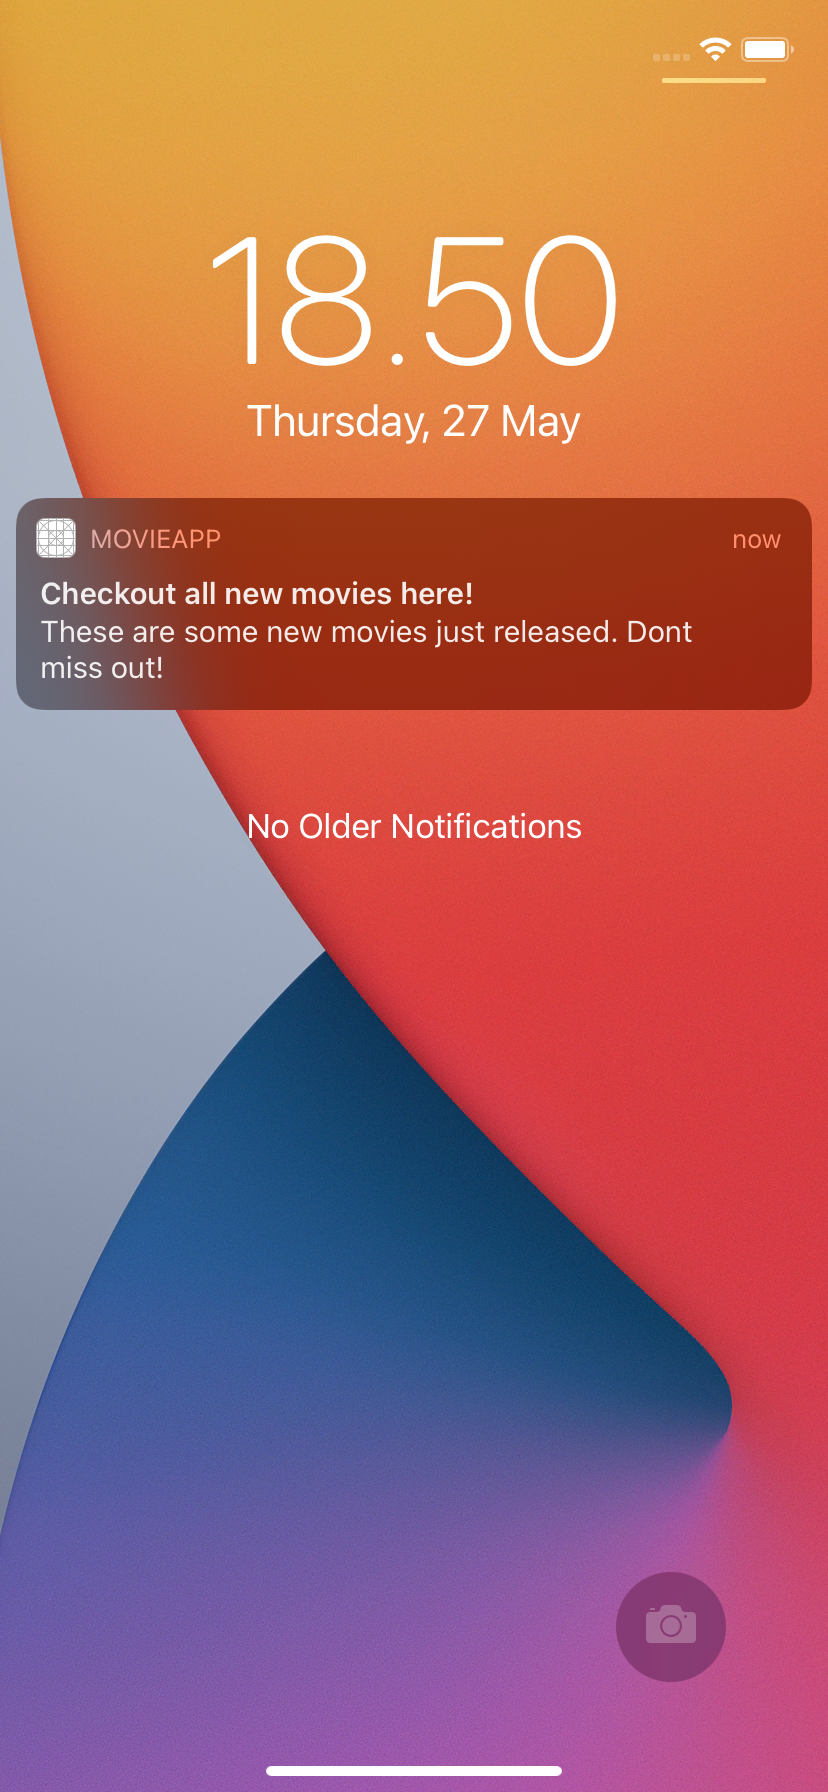 18.50
Thursday, 27 May
MOVIEAPP
now
Checkout all new movies here!
These are some new movies just released. Dont
miss out!
No Older Notifications